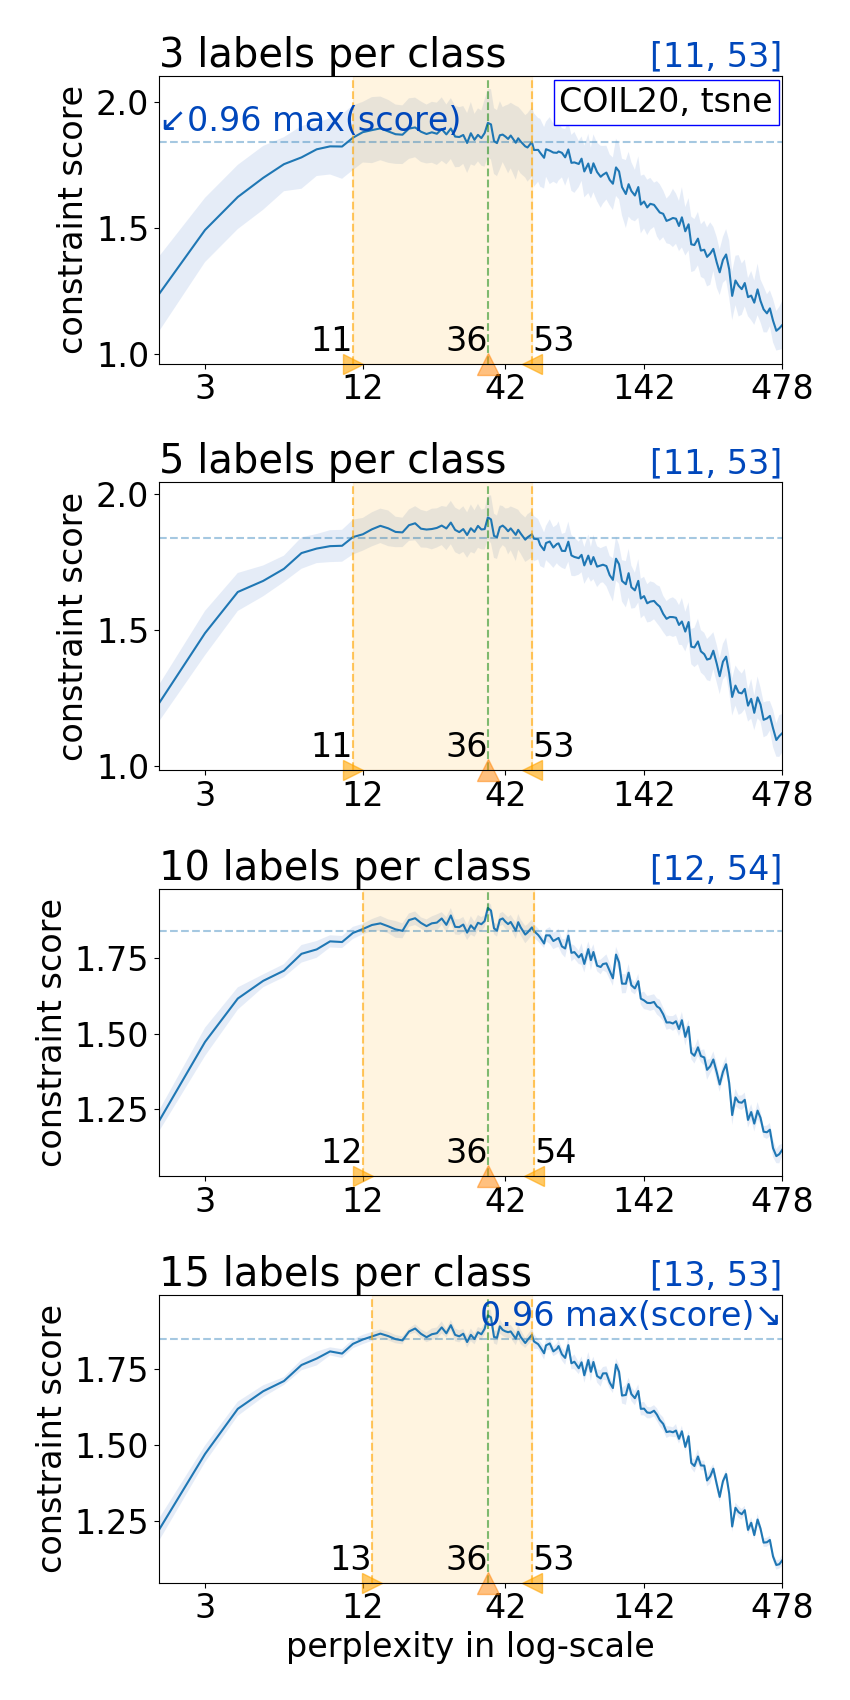 3 labels per class [11, 53]
COIL20, tsne
↙0.96 max(score)
constraint score
2.0
1.5
1.0
11 36 53
3 12 42 142 478
5 labels per class [11, 53]
constraint score
2.0
1.5
1.0
11 36 53
3 12 42 142 478
10 labels per class [12, 54]
constraint score
1.75
1.50
1.25
12 36 54
3 12 42 142 478
15 labels per class [13, 53]
0.96 max(score)↘
constraint score
1.75
1.50
1.25
13 36 53
3 12 42 142 478
perplexity in log-scale